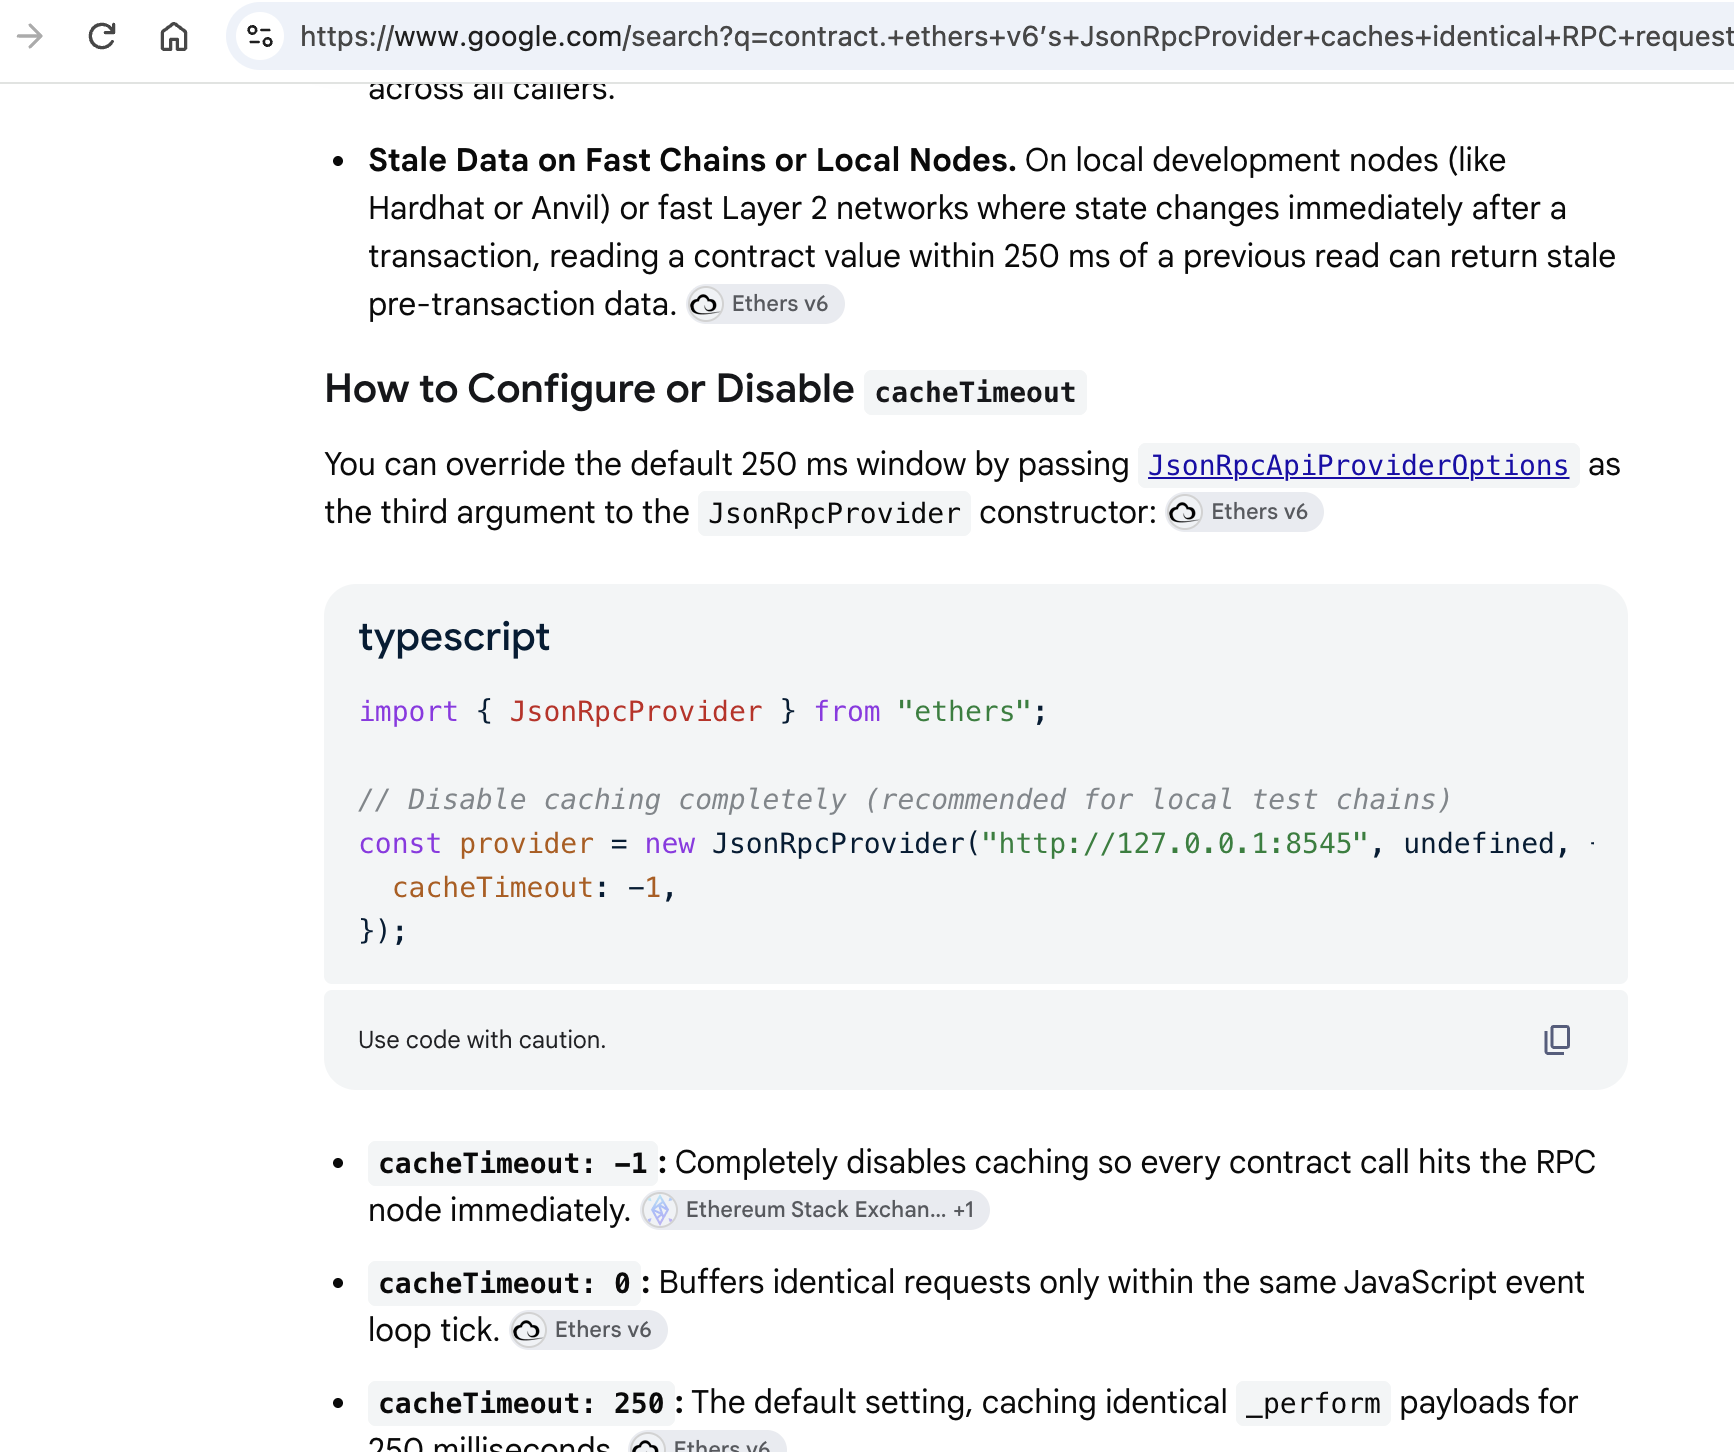 https://www.google.com/search?q=contract.+ethers+v6's+JsonRpcProvider+caches+identical+RPC+request
across all callers.
• Stale Data on Fast Chains or Local Nodes. On local development nodes (like
Hardhat or Anvil) or fast Layer 2 networks where state changes immediately after a
transaction, reading a contract value within 250 ms of a previous read can return stale
pre-transaction data. Ethers v6
How to Configure or Disable cacheTimeout
You can override the default 250 ms window by passing JsonRpcApiProviderOptions as
the third argument to the JsonRpcProvider constructor: Ethers v6
typescript
import { JsonRpcProvider } from "ethers";
// Disable caching completely (recommended for local test chains)
const provider = new JsonRpcProvider("http://127.0.0.1:8545", undefined,
cacheTimeout: -1,
});
Use code with caution.
• cacheTimeout: -1 : Completely disables caching so every contract call hits the RPC
node immediately. Ethereum Stack Exchan... +1
• cacheTimeout: 0 : Buffers identical requests only within the same JavaScript event
loop tick. Ethers v6
• cacheTimeout: 250 : The default setting, caching identical _perform payloads for
250 milliseconds. Ethers v6